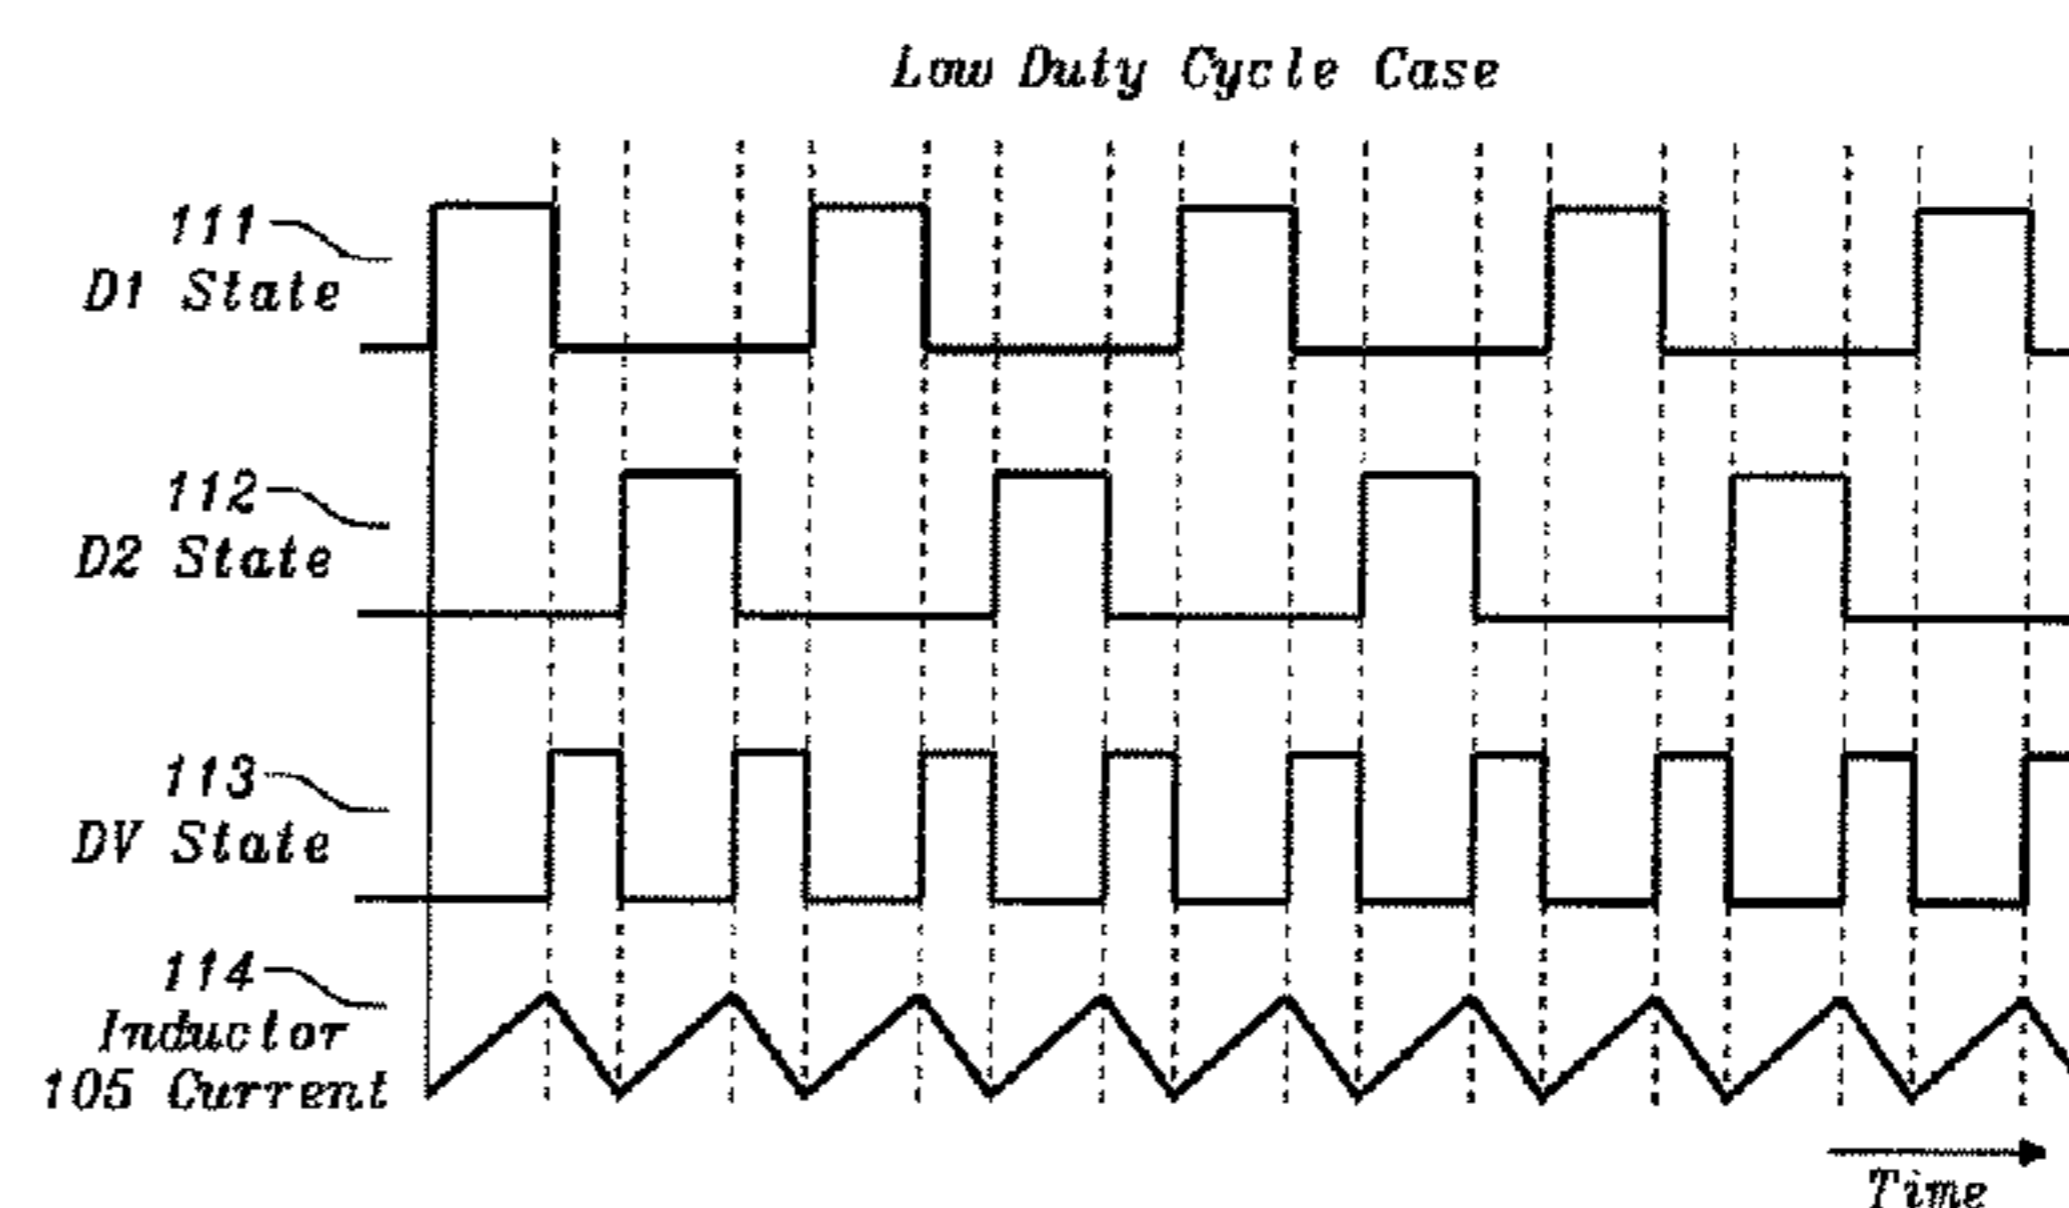 Low Duty Cycle Case
111
D1 State
112
D2 State
113
DV State
114
Inductor
105 Current
Time